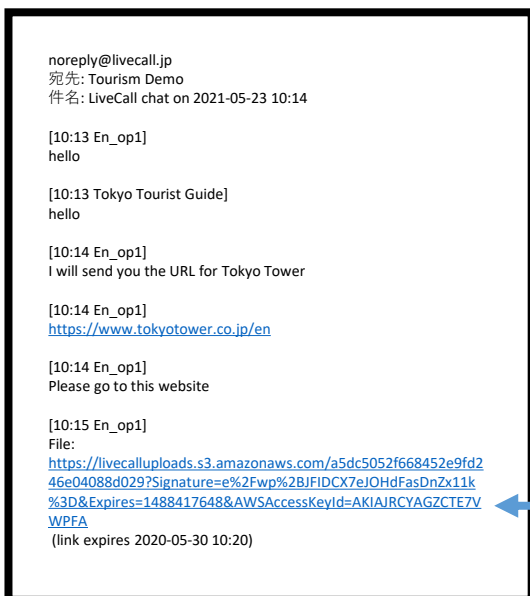 noreply@livecall.jp
宛先: Tourism Demo
件名: LiveCall chat on 2021-05-23 10:14
[10:13 En_op1]
hello
[10:13 Tokyo Tourist Guide]
hello
[10:14 En_op1]
I will send you the URL for Tokyo Tower
[10:14 En_op1]
https://www.tokyotower.co.jp/en
[10:14 En_op1]
Please go to this website
[10:15 En_op1]
File:
https://livecalluploads.s3.amazonaws.com/a5dc5052f668452e9fd2
46e04088d029?Signature=e%2Fwp%2BJFIDCX7eJOHdFasDnZx11k
%3D&Expires=1488417648&AWSAccessKeyId=AKIAJRCYAGZCTE7V
WPFA
(link expires 2020-05-30 10:20)